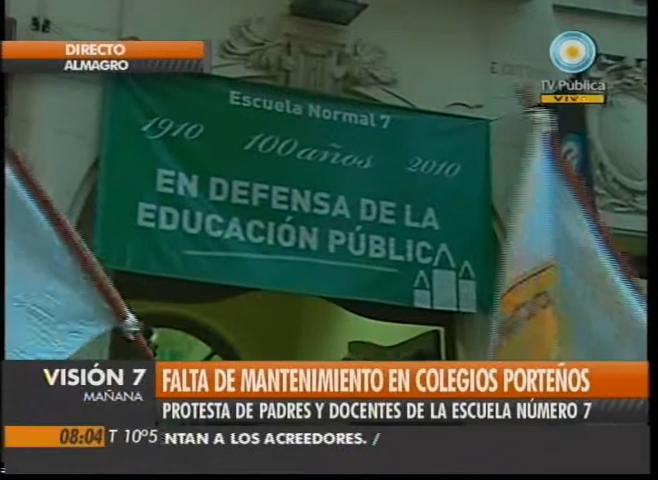 DIRECTO
ALMAGRO
TV Pública
VIVO
Escuela Normal 7
1910 100 años 2010
EN DEFENSA DE LA
EDUCACIÓN PÚBLICA
VISIÓN 7
MAÑANA
FALTA DE MANTENIMIENTO EN COLEGIOS PORTEÑOS
PROTESTA DE PADRES Y DOCENTES DE LA ESCUELA NÚMERO 7
08:04 T 10º5 NTAN A LOS ACREEDORES. /